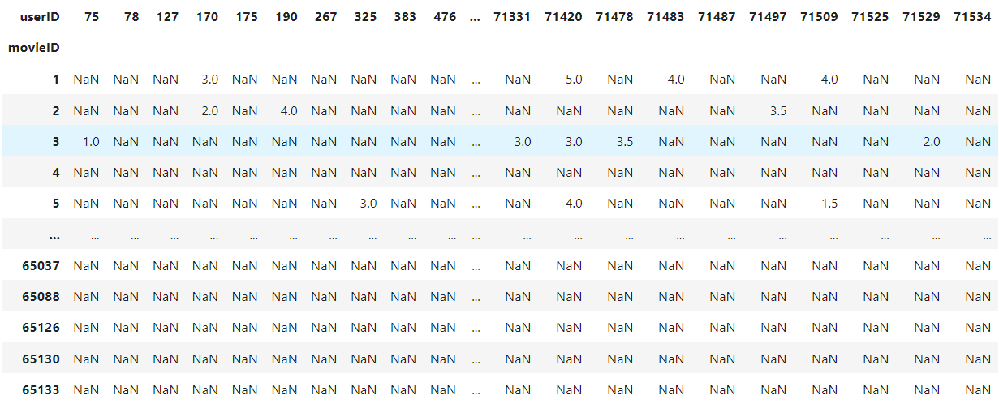 userID 75 78 127 170 175 190 267 325 383 476 ... 71331 71420 71478 71483 71487 71497 71509 71525 71529 71534
movieID
1 NaN NaN NaN 3.0 NaN NaN NaN NaN NaN NaN ... NaN 5.0 NaN 4.0 NaN NaN 4.0 NaN NaN NaN
2 NaN NaN NaN 2.0 NaN 4.0 NaN NaN NaN NaN ... NaN NaN NaN NaN NaN 3.5 NaN NaN NaN NaN
3 1.0 NaN NaN NaN NaN NaN NaN NaN NaN NaN ... 3.0 3.0 3.5 NaN NaN NaN NaN NaN 2.0 NaN
4 NaN NaN NaN NaN NaN NaN NaN NaN NaN NaN ... NaN NaN NaN NaN NaN NaN NaN NaN NaN NaN
5 NaN NaN NaN NaN NaN NaN NaN 3.0 NaN NaN ... NaN 4.0 NaN NaN NaN NaN 1.5 NaN NaN NaN
... ... ... ... ... ... ... ... ... ... ... ... ... ... ... ... ... ... ... ... ... ...
65037 NaN NaN NaN NaN NaN NaN NaN NaN NaN NaN ... NaN NaN NaN NaN NaN NaN NaN NaN NaN NaN
65088 NaN NaN NaN NaN NaN NaN NaN NaN NaN NaN ... NaN NaN NaN NaN NaN NaN NaN NaN NaN NaN
65126 NaN NaN NaN NaN NaN NaN NaN NaN NaN NaN ... NaN NaN NaN NaN NaN NaN NaN NaN NaN NaN
65130 NaN NaN NaN NaN NaN NaN NaN NaN NaN NaN ... NaN NaN NaN NaN NaN NaN NaN NaN NaN NaN
65133 NaN NaN NaN NaN NaN NaN NaN NaN NaN NaN ... NaN NaN NaN NaN NaN NaN NaN NaN NaN NaN